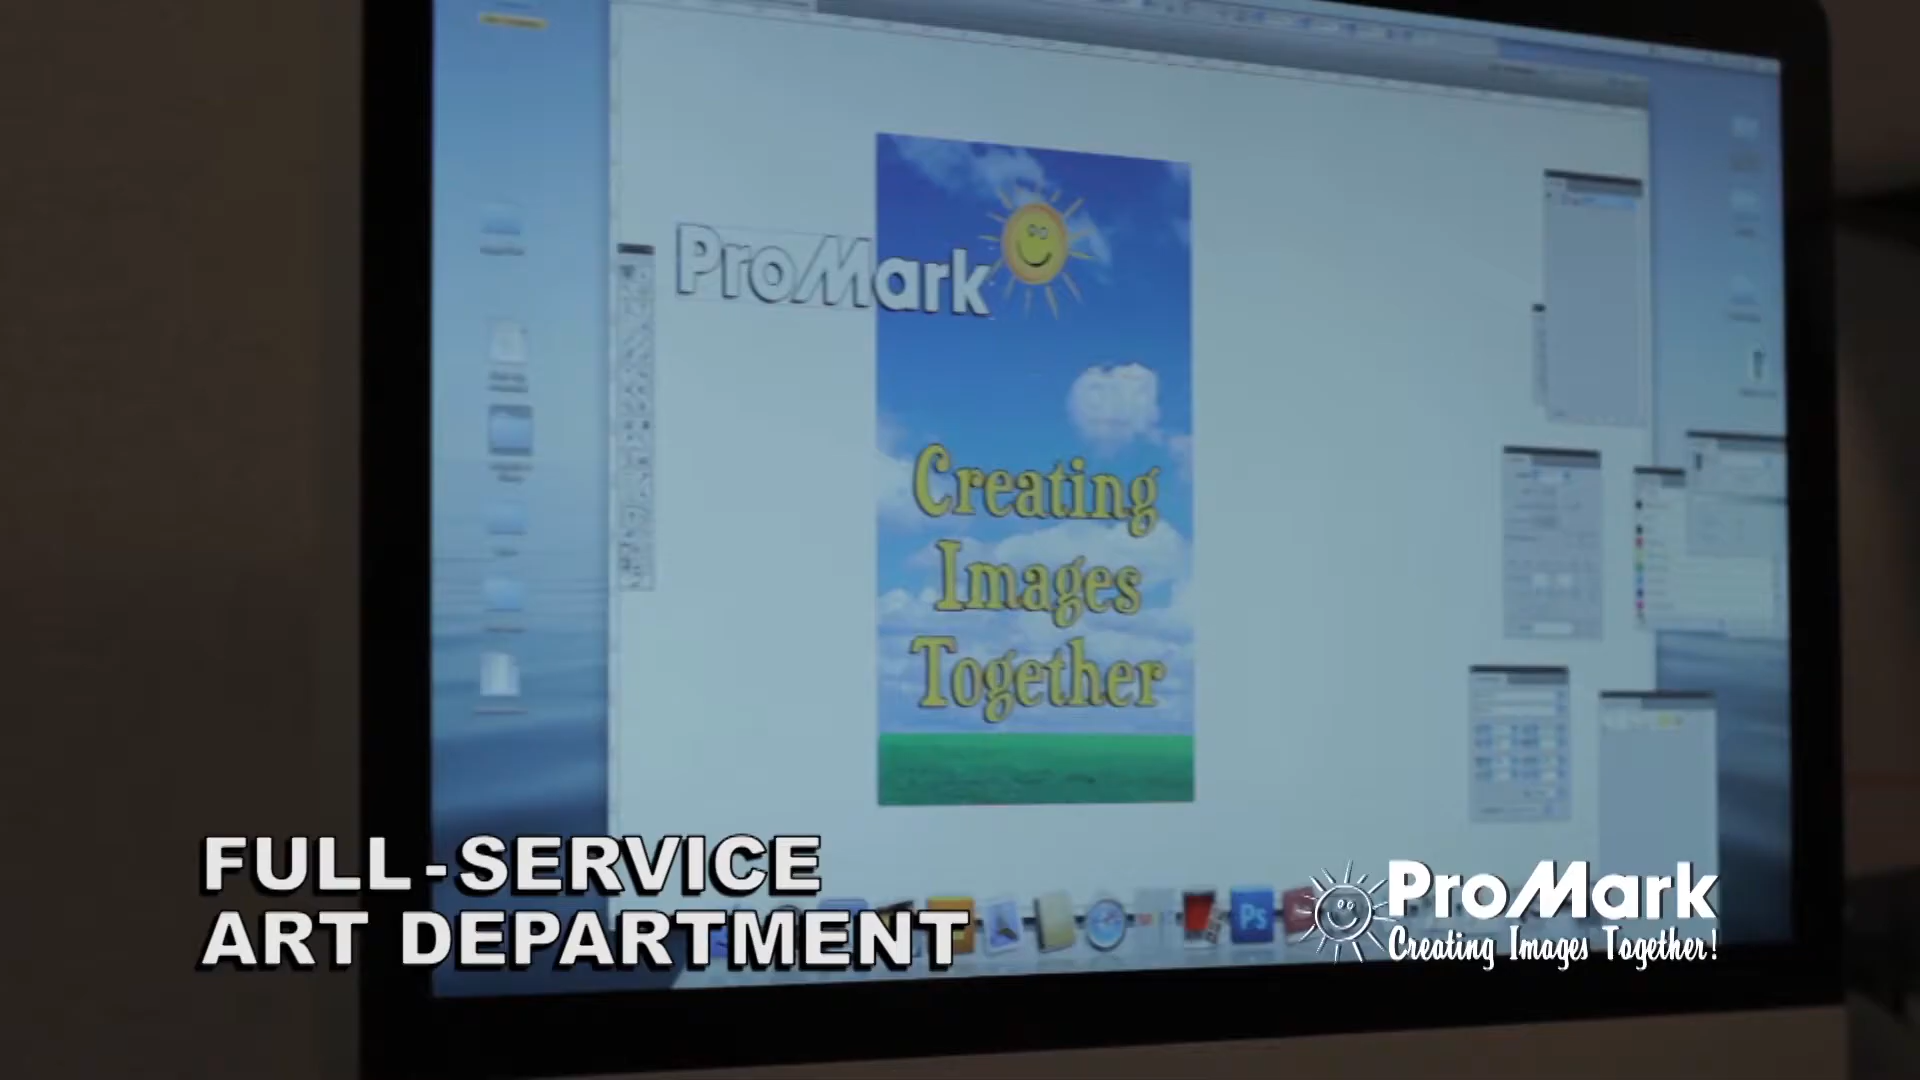 ProMark
Creating
Images
Together
FULL-SERVICE
ART DEPARTMENT
Ps
ProMark
Creating Images Together!